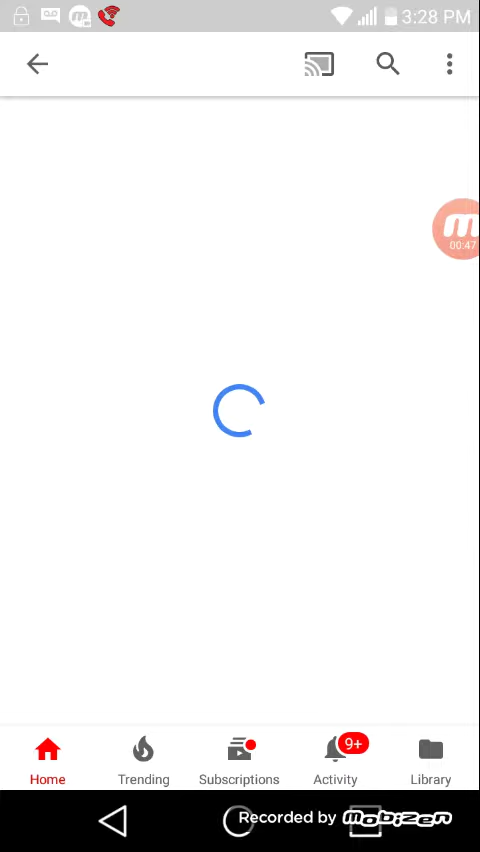 3:28 PM
00:47
9+
Home Trending Subscriptions Activity Library
Recorded by Mobizen